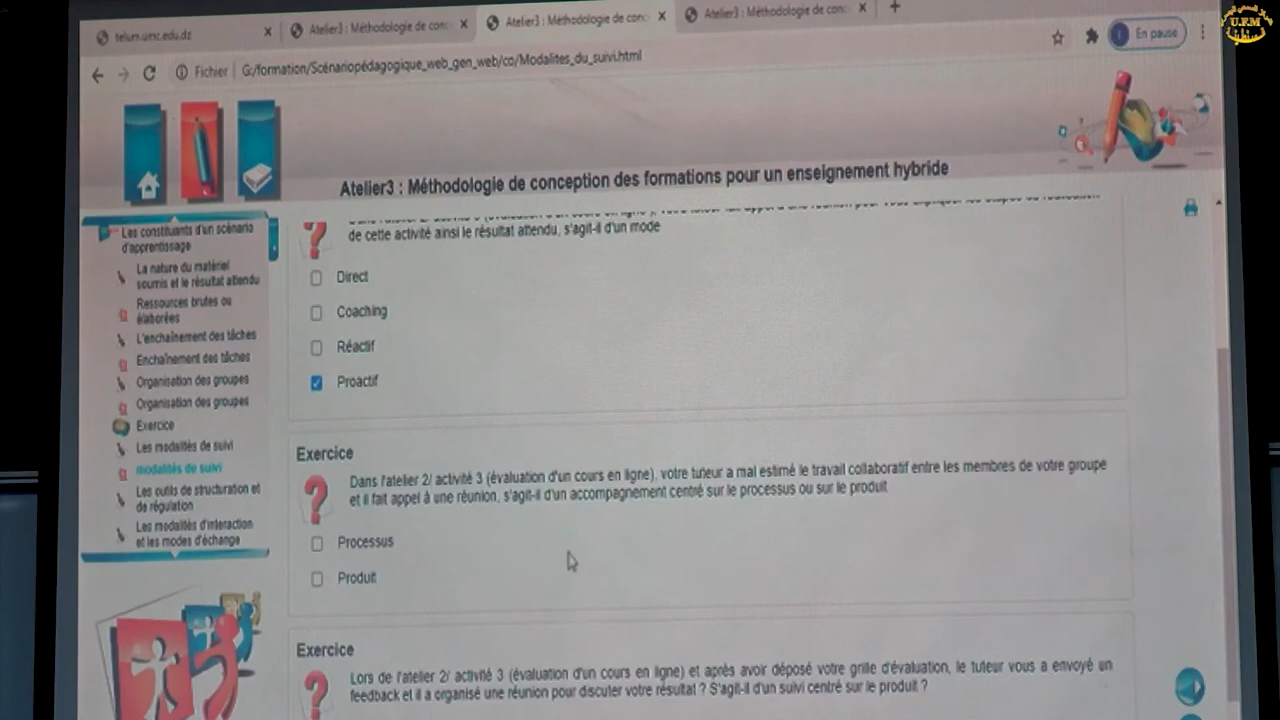 telum.umc.edu.dz
Atelier3 : Méthodologie de conc
Atelier3 : Méthodologie de con
Atelier3 : Méthodologie de con
U.F.M
En pause
Fichier
G:/formation/Scénariopédagogique_web_gen_web/co/Modalites_du_suivi.html
Atelier3 : Méthodologie de conception des formations pour un enseignement hybride
Les constituants d'un scénario
d'apprentissage
La nature du matériel
soumis et le résultat attendu
Ressources brutes ou
élaborées
L'enchaînement des tâches
Enchaînement des tâches
Organisation des groupes
Organisation des groupes
Exercice
Les modalités de suivi
modalités de suivi
Les outils de structuration et
de régulation
Les modalités d'interaction
et les modes d'échange
de cette activité ainsi le résultat attendu, s'agit-il d'un mode
Direct
Coaching
Réactif
Proactif
Exercice
Dans l'atelier 2/ activité 3 (évaluation d'un cours en ligne), votre tuteur a mal estimé le travail collaboratif entre les membres de votre groupe
et il fait appel à une réunion, s'agit-il d'un accompagnement centré sur le processus ou sur le produit
Processus
Produit
Exercice
Lors de l'atelier 2/ activité 3 (évaluation d'un cours en ligne) et après avoir déposé votre grille d'évaluation, le tuteur vous a envoyé un
feedback et il a organisé une réunion pour discuter votre résultat ? S'agit-il d'un suivi centré sur le produit ?